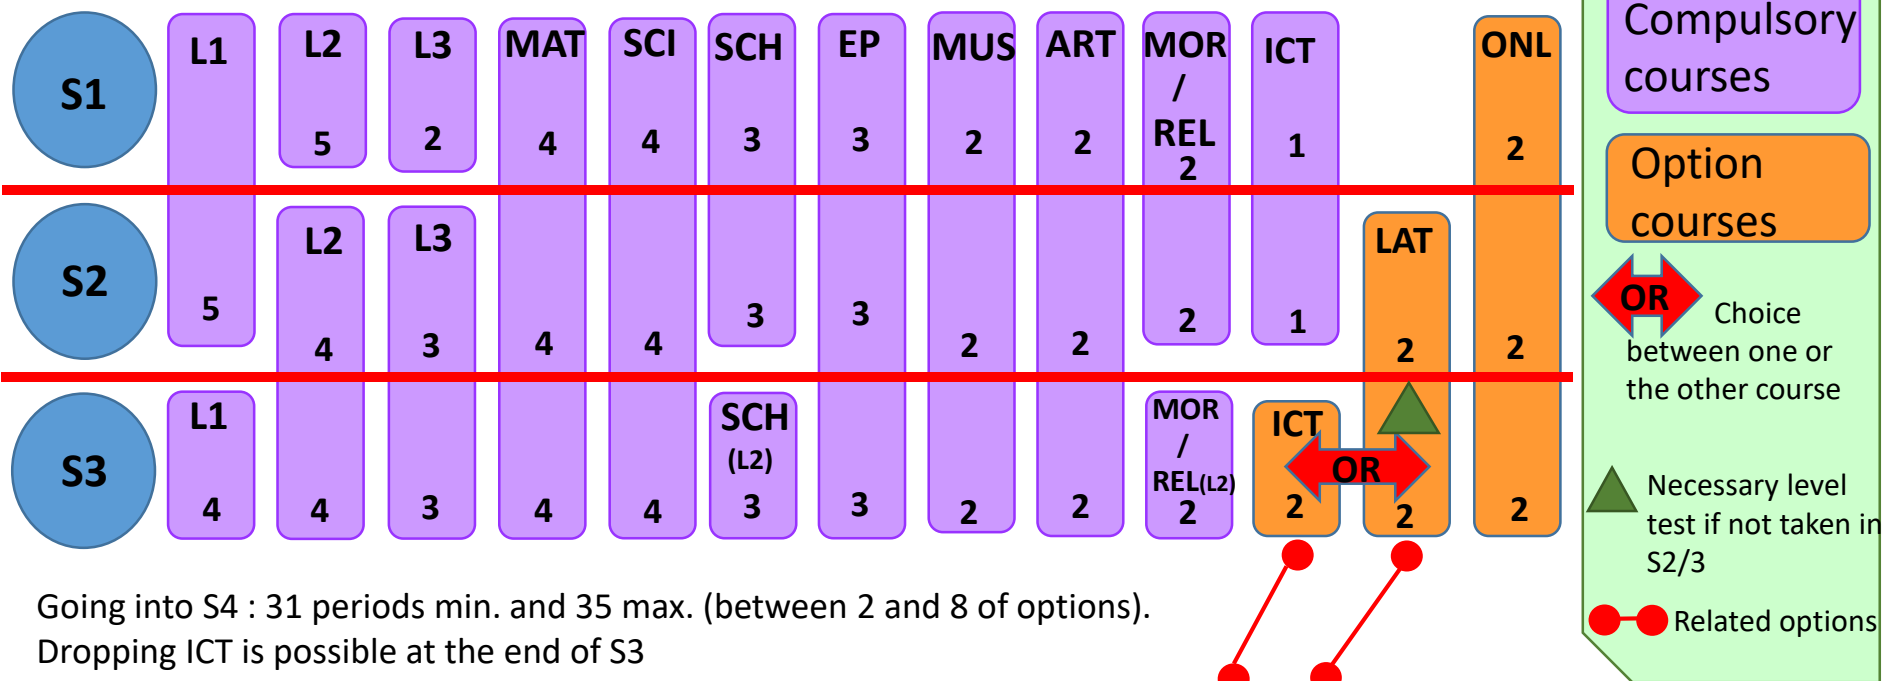 L1 L2 L3 MAT SCI SCH EP MUS ART MOR ICT ONL
/
REL
S1
5 2 4 4 3 3 2 2 2 1 2
L2 L3 LAT
S2
5 4 3 4 4 3 3 2 2 2 1 2 2
L1 SCH MOR ICT
(L2) /
REL(L2)
OR
S3
4 4 3 4 4 3 3 2 2 2 2 2 2
Going into S4 : 31 periods min. and 35 max. (between 2 and 8 of options).
Dropping ICT is possible at the end of S3
Compulsory
courses
Option
courses
OR
Choice
between one or
the other course
Necessary level
test if not taken in
S2/3
Related options